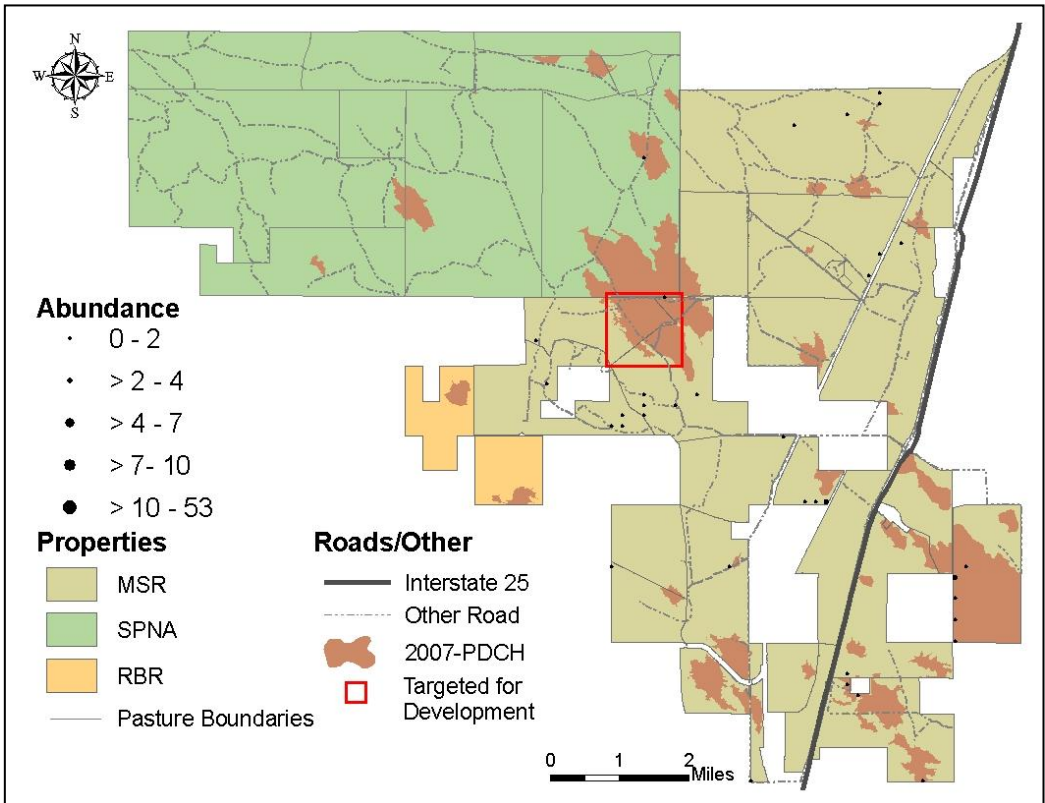 N
W E
S
Abundance
0 - 2
> 2 - 4
> 4 - 7
> 7- 10
> 10 - 53
Properties
MSR
SPNA
RBR
Pasture Boundaries
Roads/Other
Interstate 25
Other Road
2007-PDCH
Targeted for
Development
0 1 2
Miles